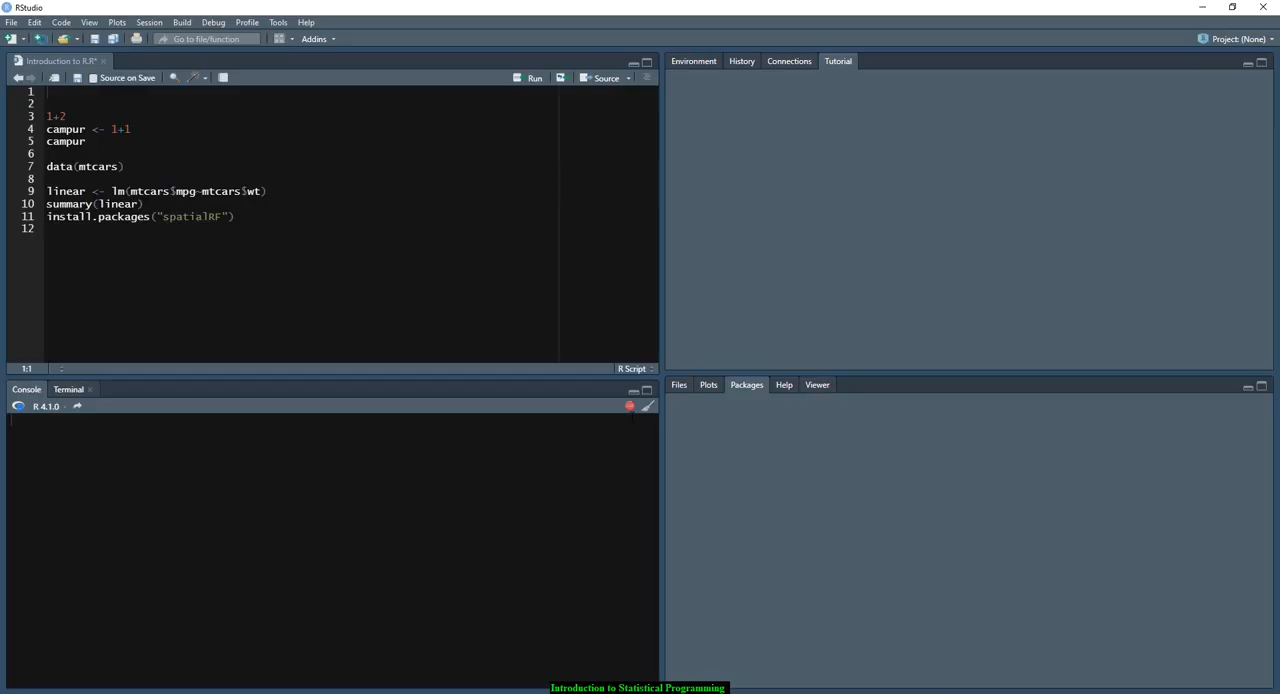 RStudio
File Edit Code View Plots Session Build Debug Profile Tools Help
Go to file/function Addins Project: (None)
Introduction to R.R* Environment History Connections Tutorial
Source on Save Run Source
1
2
3 1+2
4 campur <- 1+1
5 campur
6
7 data(mtcars)
8
9 linear <- lm(mtcars$mpg~mtcars$wt)
10 summary(linear)
11 install.packages("spatialRF")
12
1:1 R Script
Console Terminal
R 4.1.0 ·
Files Plots Packages Help Viewer
Introduction to Statistical Programming